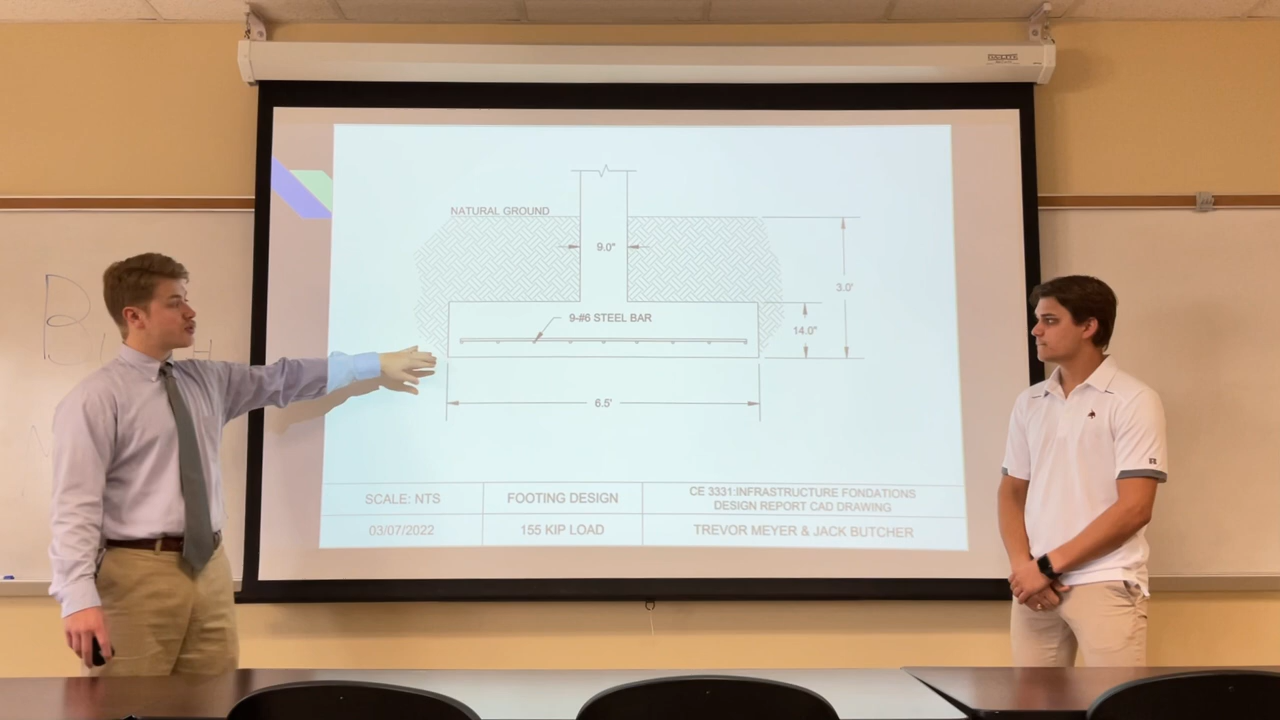 NATURAL GROUND
9.0"
3.0'
9-#6 STEEL BAR
14.0"
6.5'
SCALE: NTS
FOOTING DESIGN
CE 3331:INFRASTRUCTURE FONDATIONS
DESIGN REPORT CAD DRAWING
03/07/2022
155 KIP LOAD
TREVOR MEYER & JACK BUTCHER